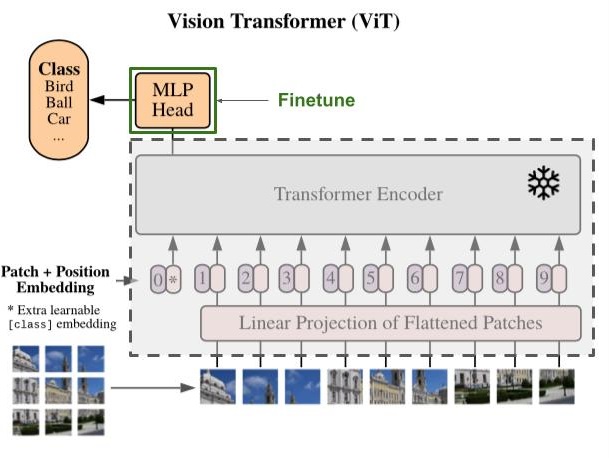 Vision Transformer (ViT)
Class
Bird
Ball
Car
...
MLP
Head
Finetune
Transformer Encoder
Patch + Position
Embedding
0 * 1 2 3 4 5 6 7 8 9
* Extra learnable
[class] embedding
Linear Projection of Flattened Patches